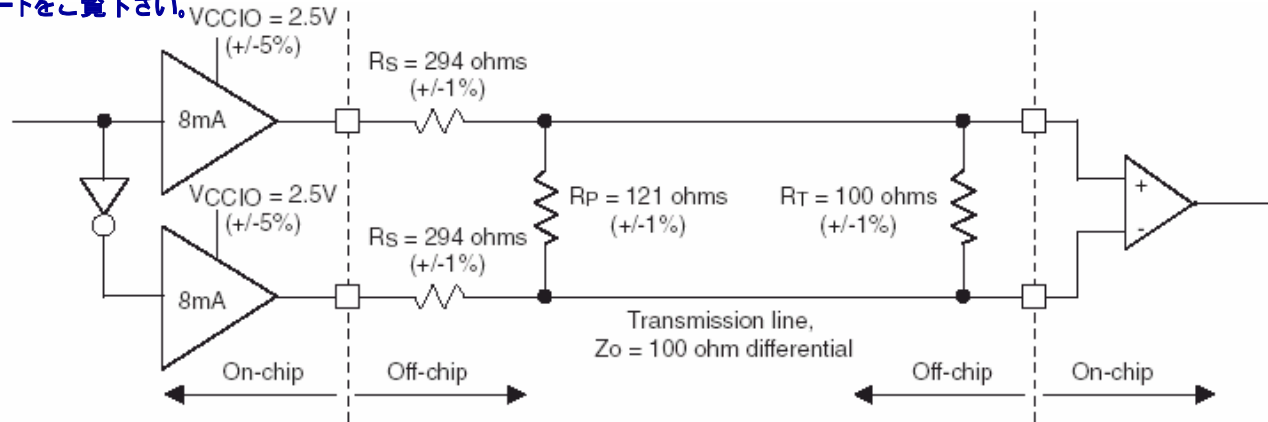 ートをご覧下さい。
VCCIO = 2.5V
(+/-5%)
8mA
RS = 294 ohms
(+/-1%)
VCCIO = 2.5V
(+/-5%)
8mA
RS = 294 ohms
(+/-1%)
RP = 121 ohms
(+/-1%)
RT = 100 ohms
(+/-1%)
+
-
Transmission line,
Zo = 100 ohm differential
On-chip
Off-chip
Off-chip
On-chip